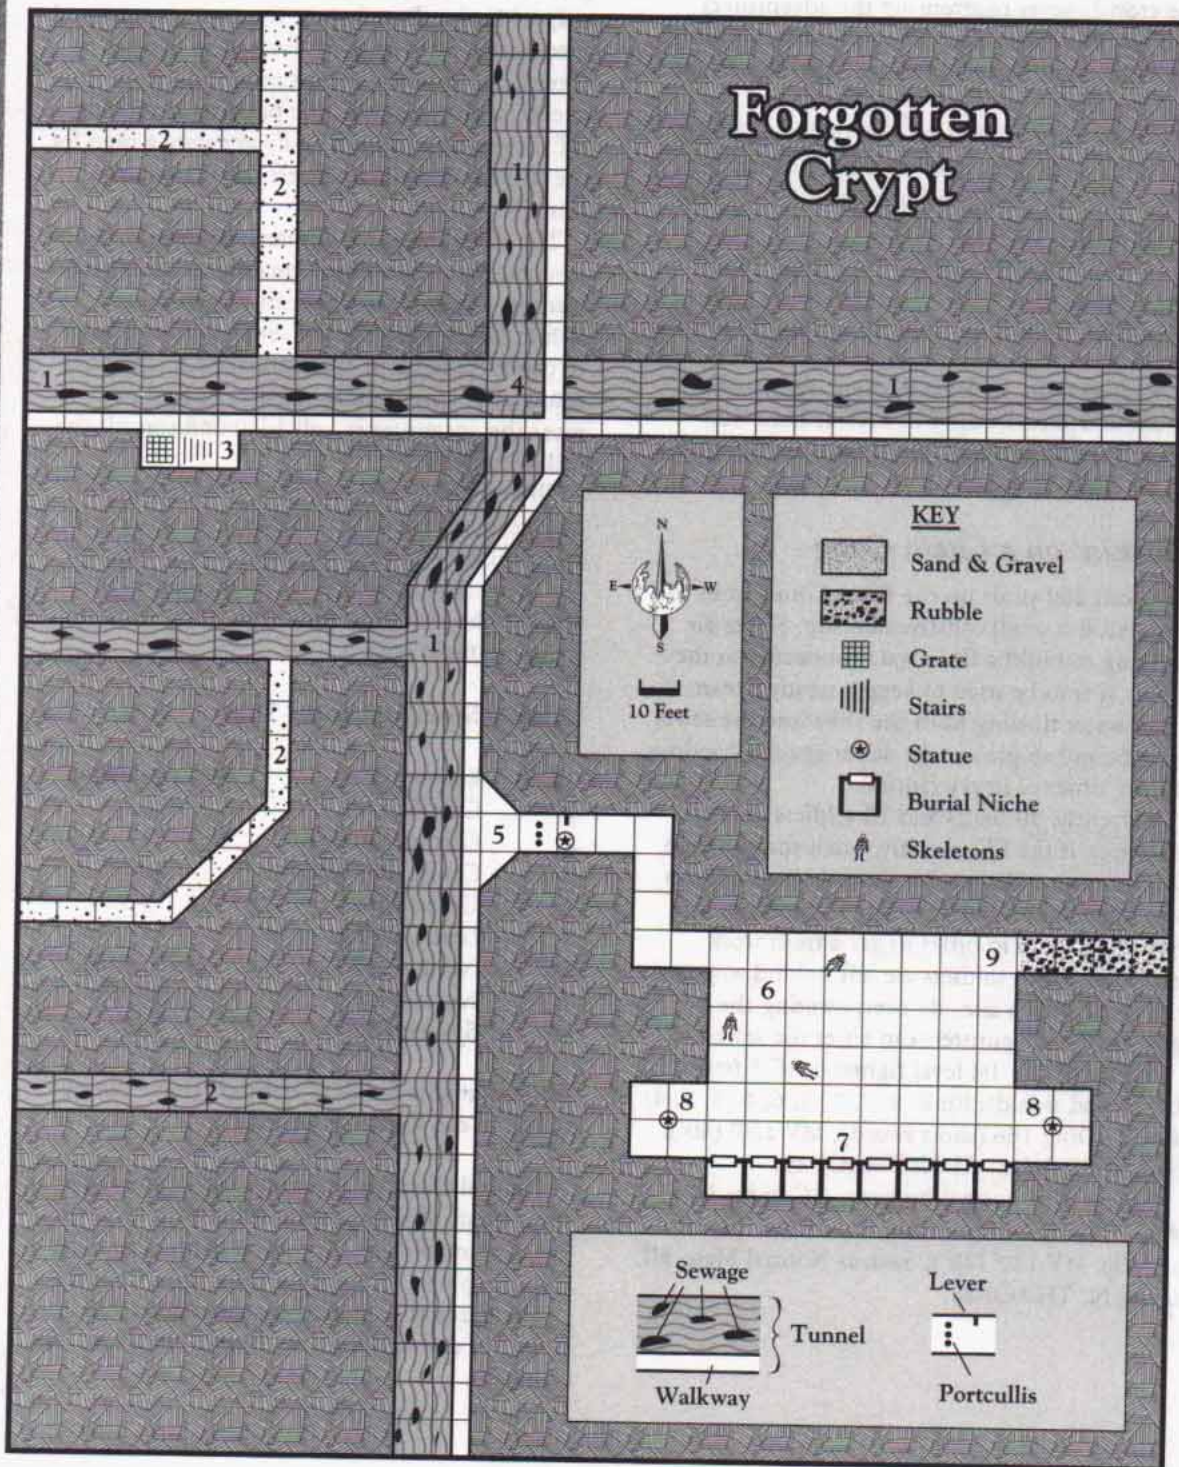 Forgotten
Crypt
2
2
1
1
4
1
3
1
2
5
9
6
8
8
7
2
N
E
W
S
10 Feet
KEY
Sand & Gravel
Rubble
Grate
Stairs
Statue
Burial Niche
Skeletons
Sewage
Tunnel
Walkway
Lever
Portcullis